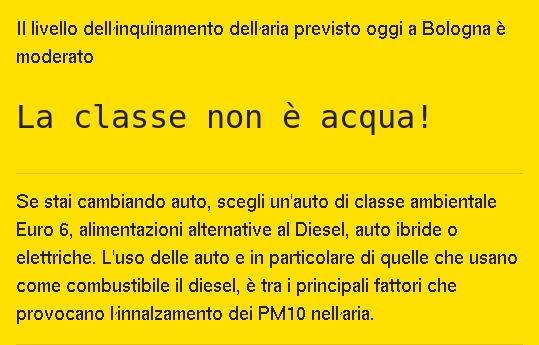 Il livello dell'inquinamento dell'aria previsto oggi a Bologna è
moderato
La classe non è acqua!
Se stai cambiando auto, scegli un'auto di classe ambientale
Euro 6, alimentazioni alternative al Diesel, auto ibride o
elettriche. L'uso delle auto e in particolare di quelle che usano
come combustibile il diesel, è tra i principali fattori che
provocano l'innalzamento dei PM10 nell'aria.